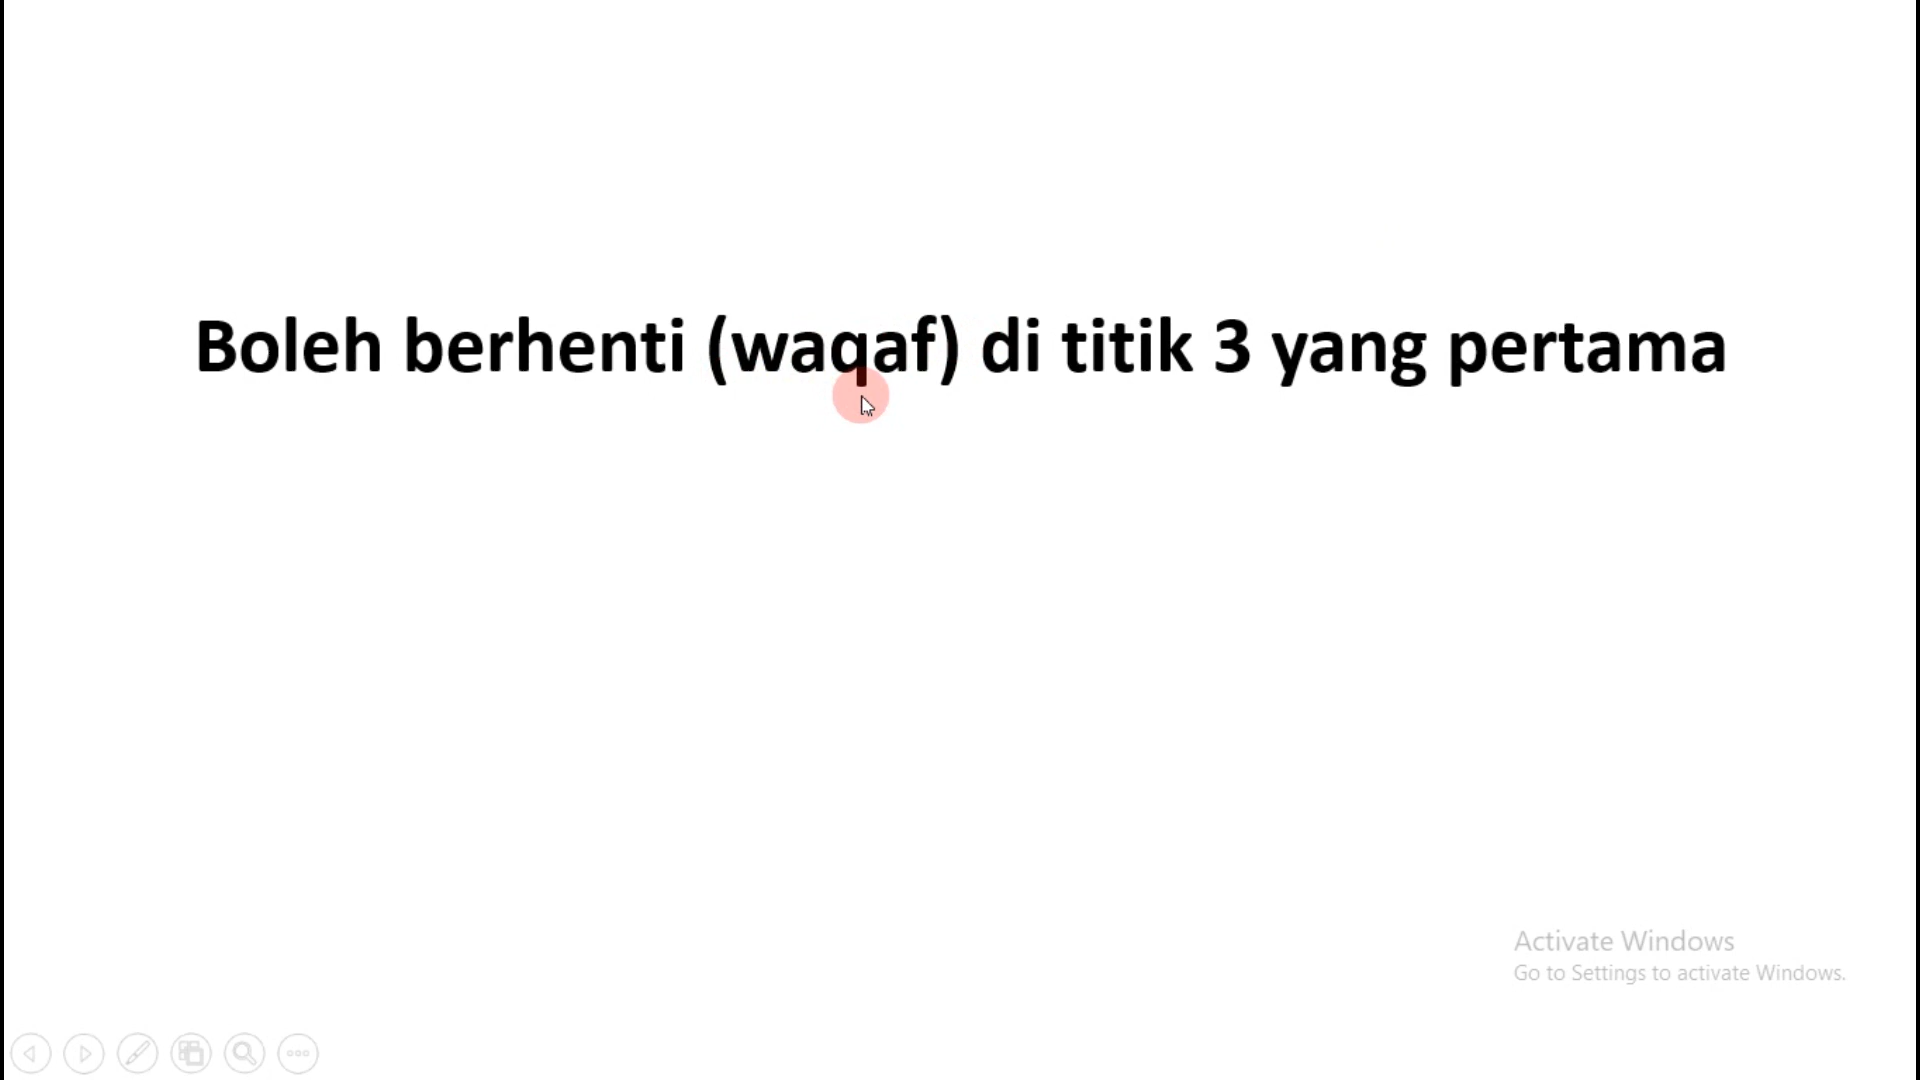 Boleh berhenti (waqaf) di titik 3 yang pertama
Activate Windows
Go to Settings to activate Windows.